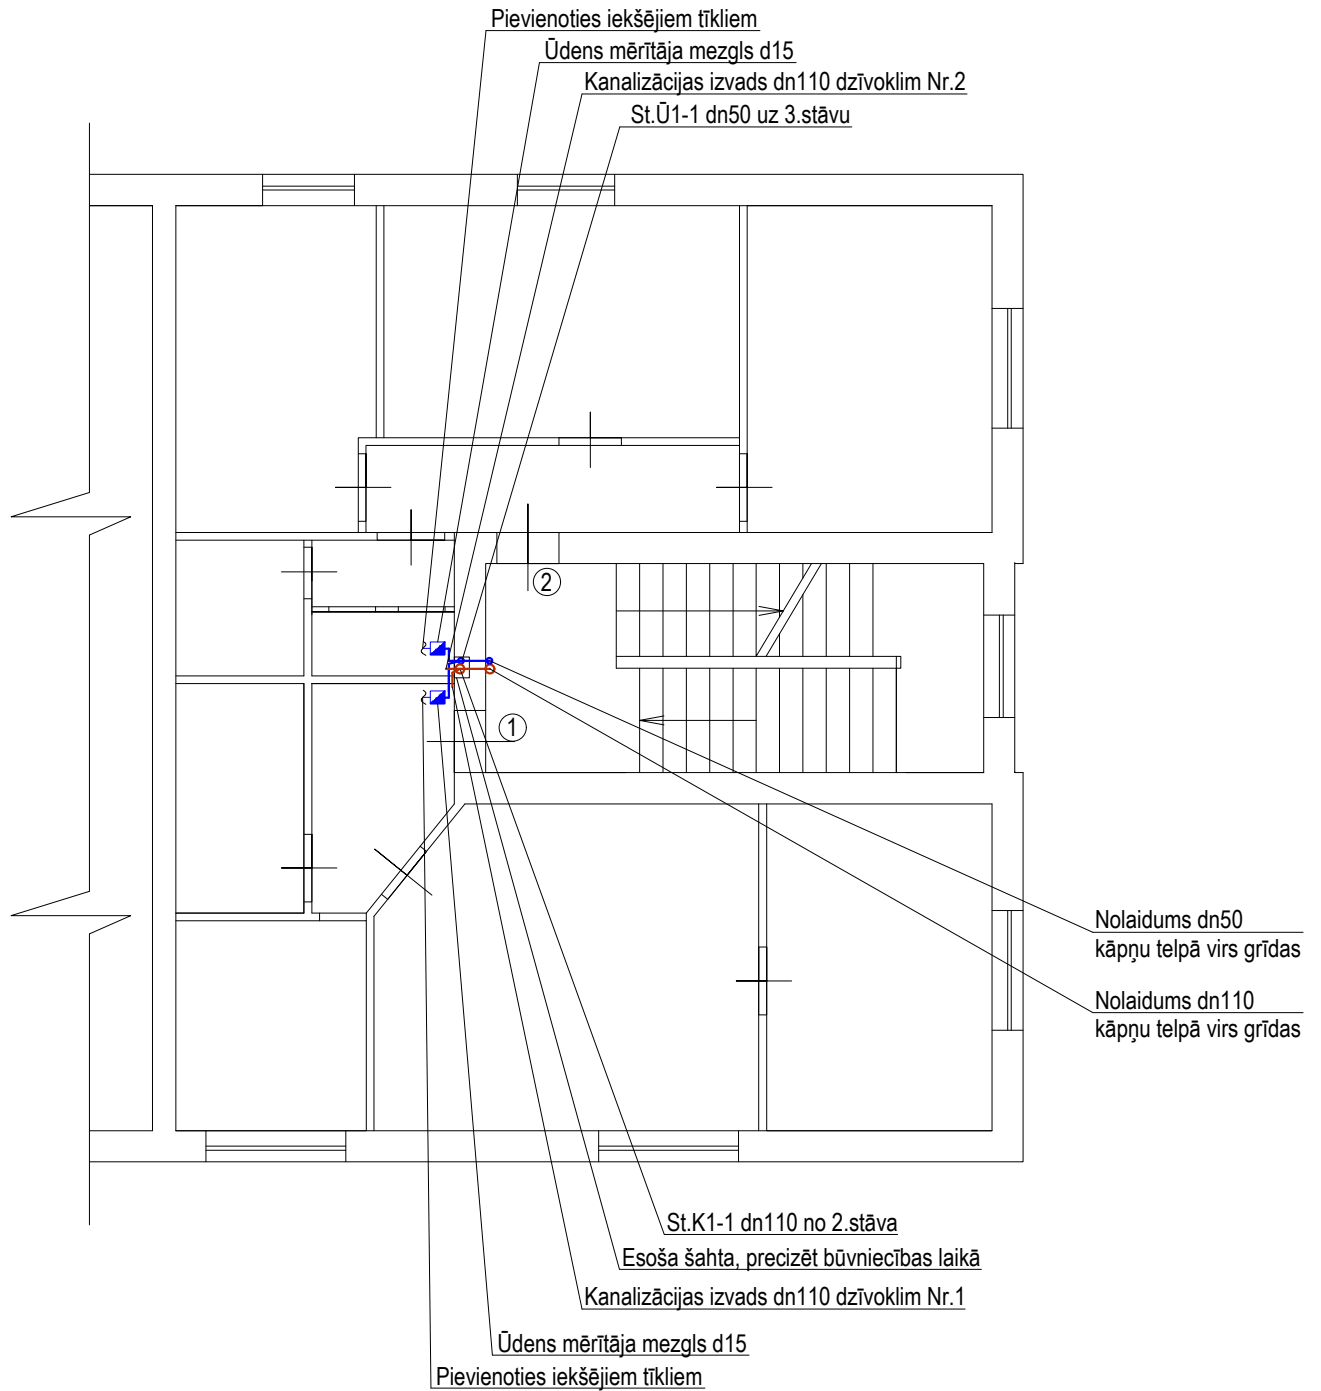 Pievienoties iekšējiem tīkliem
Ūdens mērītāja mezgls d15
Kanalizācijas izvads dn110 dzīvoklim Nr.2
St.Ū1-1 dn50 uz 3.stāvu
2
1
Nolaidums dn50
kāpņu telpā virs grīdas
Nolaidums dn110
kāpņu telpā virs grīdas
St.K1-1 dn110 no 2.stāva
Esoša šahta, precizēt būvniecības laikā
Kanalizācijas izvads dn110 dzīvoklim Nr.1
Ūdens mērītāja mezgls d15
Pievienoties iekšējiem tīkliem